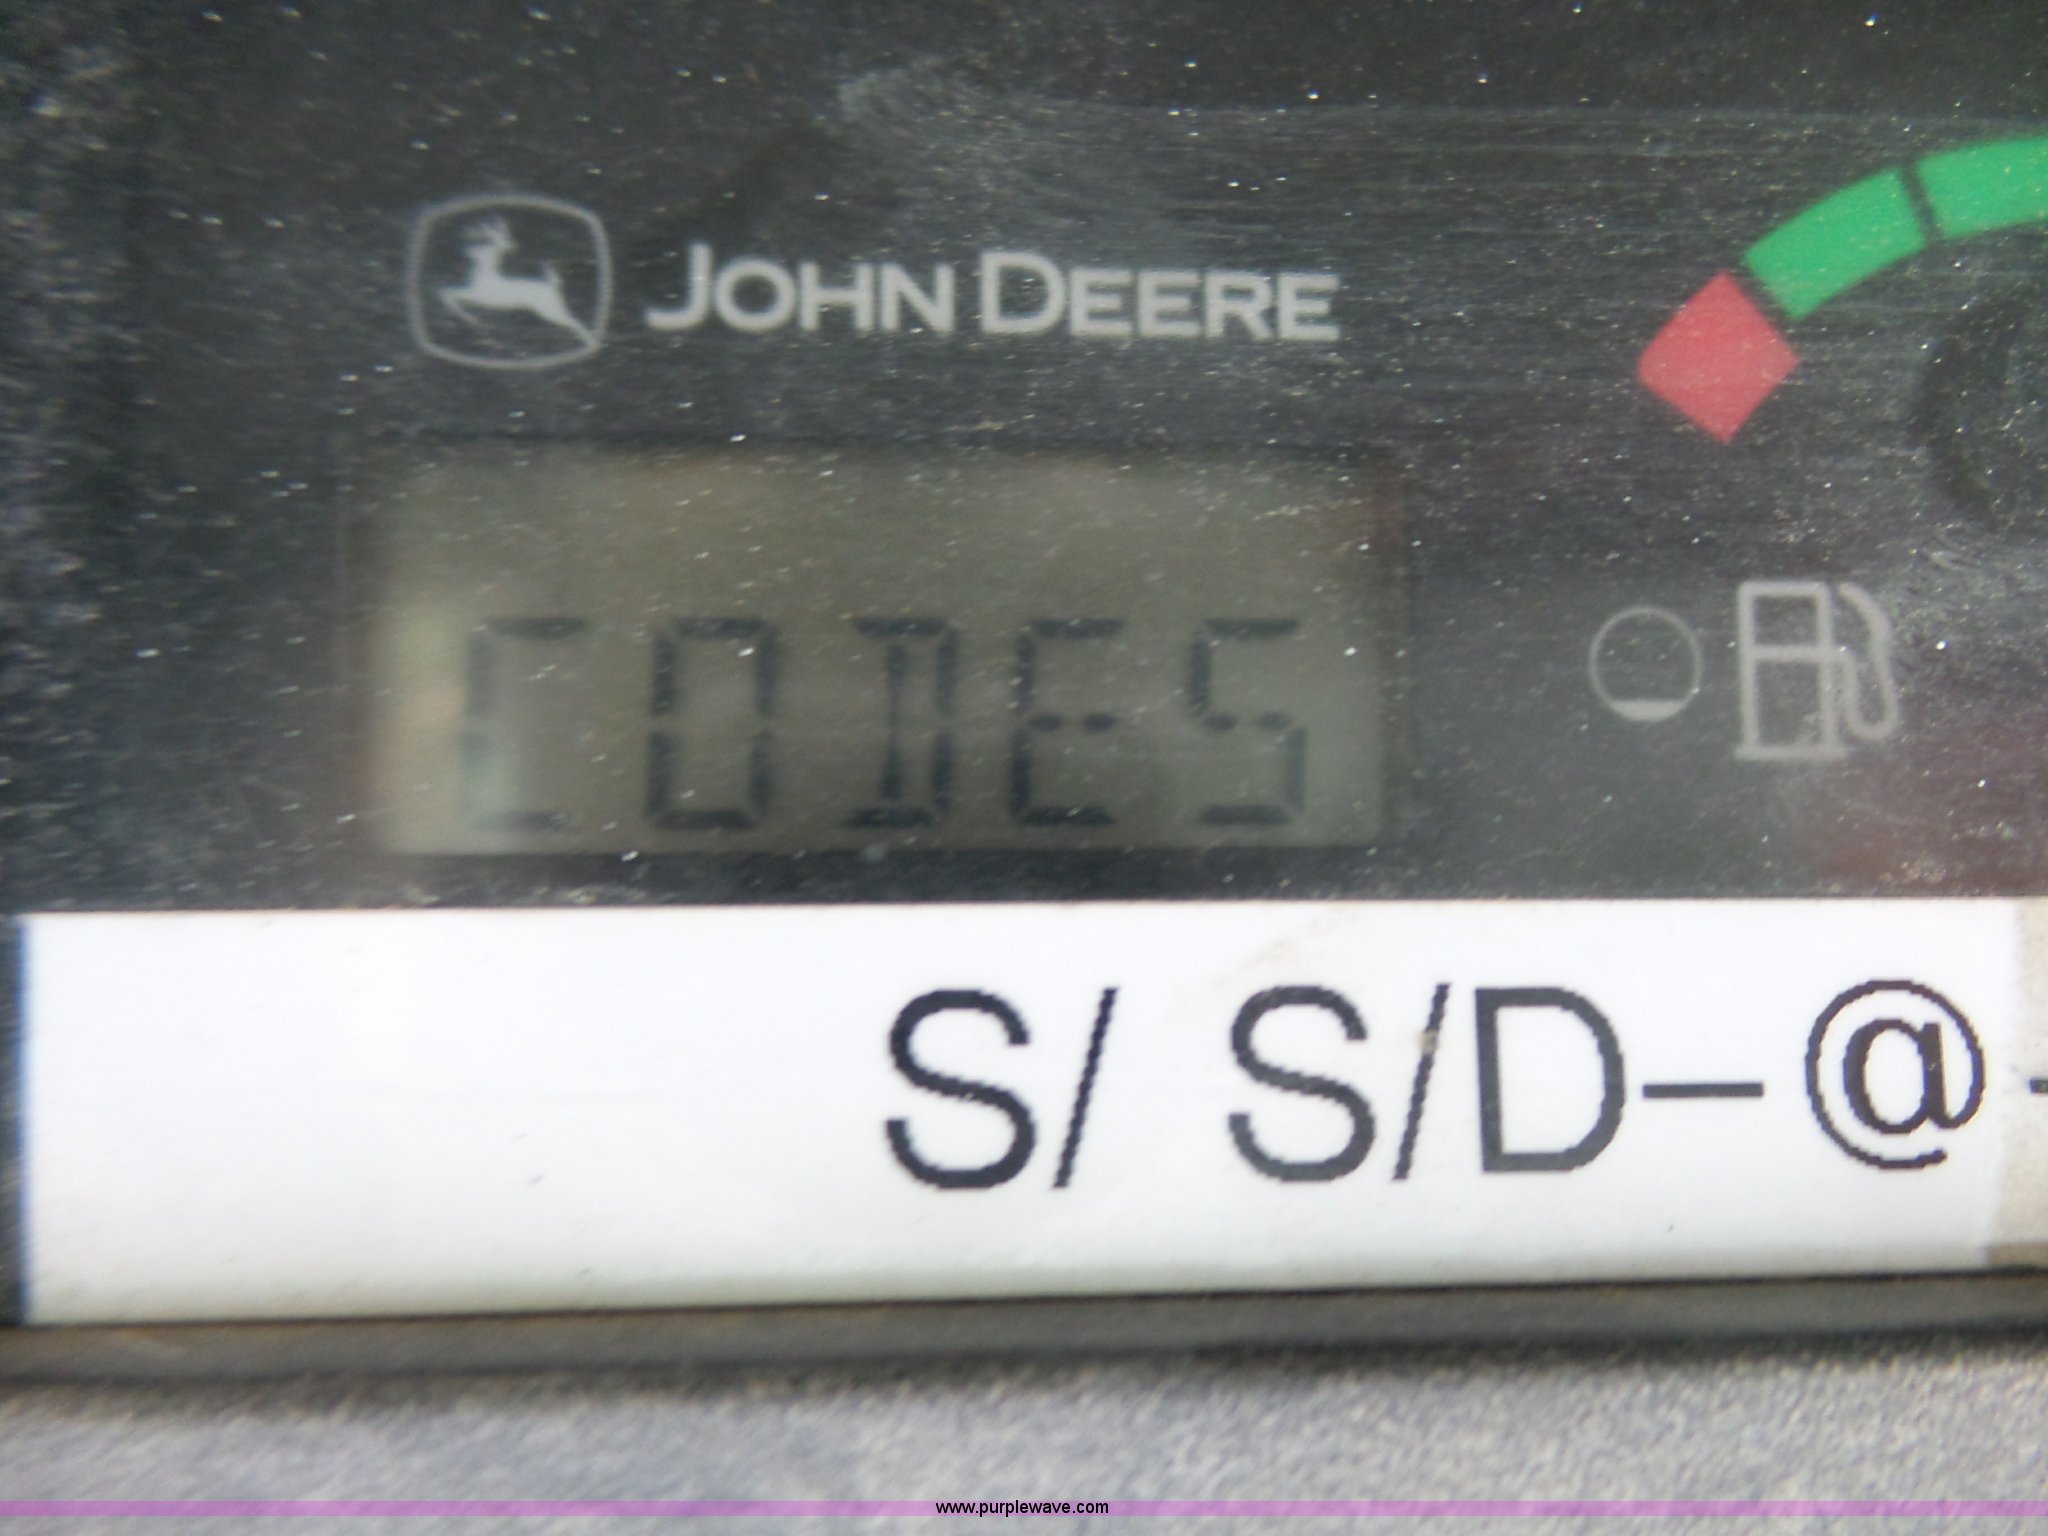 JOHN DEERE
CODES
S/ S/D-@-
www.purplewave.com